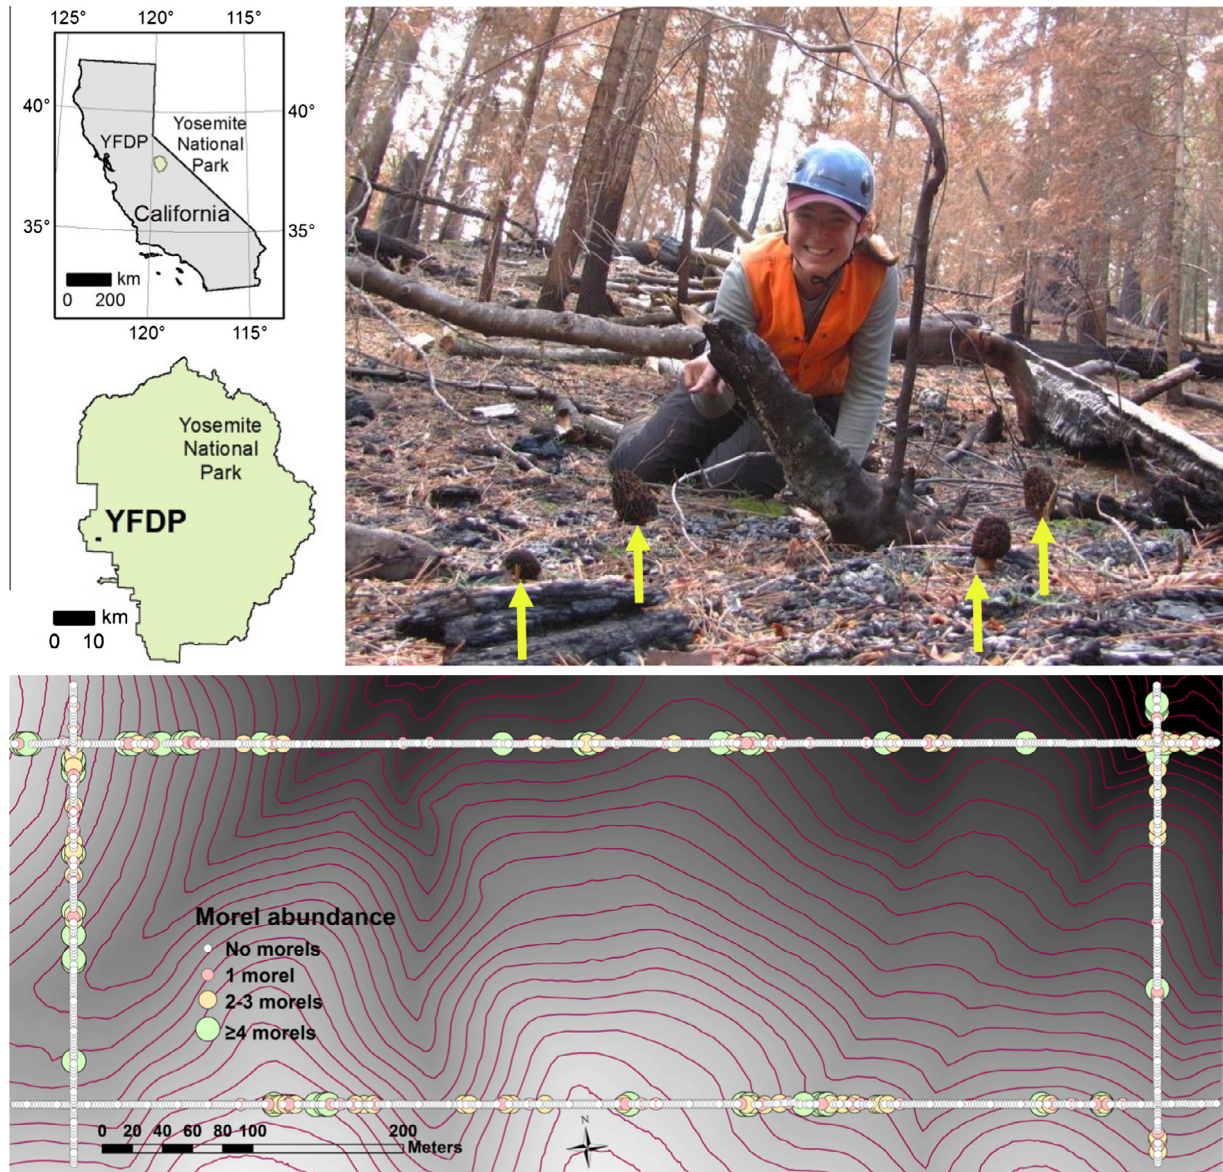 125° 120° 115°
40°
40°
Yosemite
National
Park
YFDP
California
35°
35°
km
0 200
120° 115°
Yosemite
National
Park
YFDP
km
0 10
Morel abundance
No morels
1 morel
2-3 morels
≥4 morels
N
0 20 40 60 80 100 200
Meters